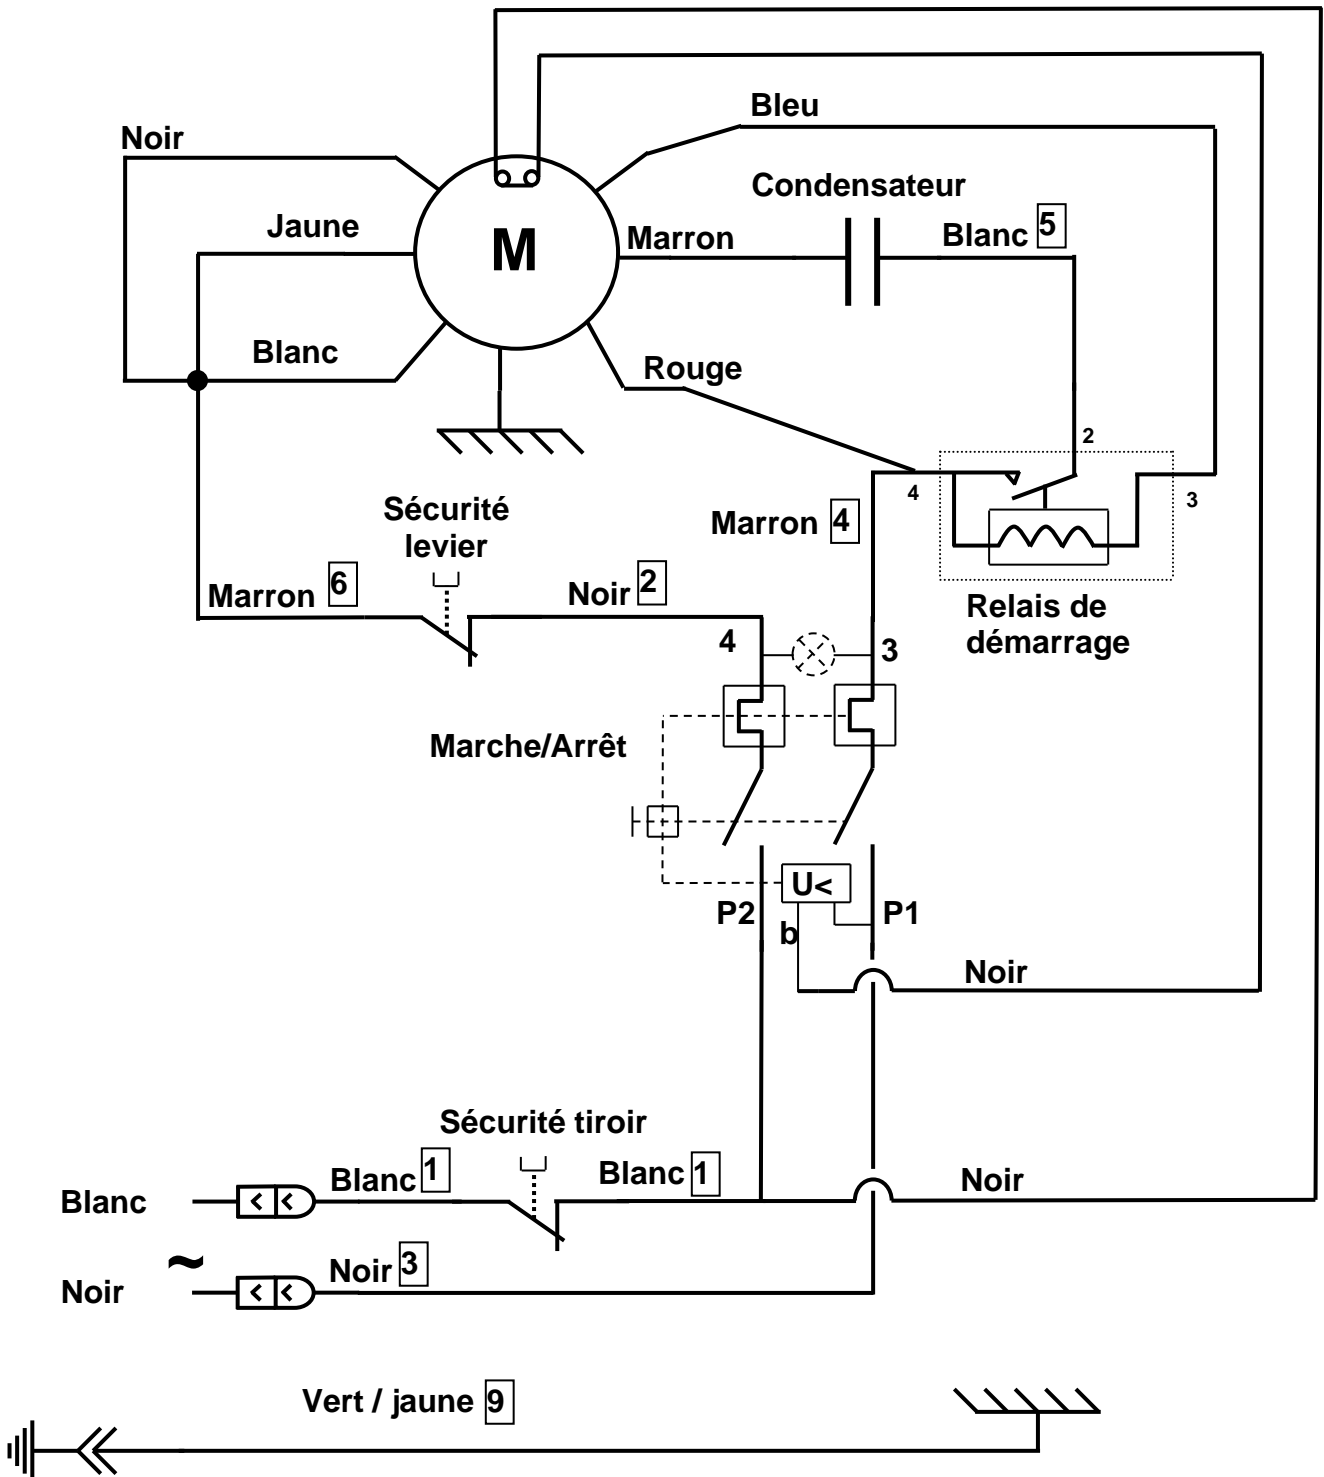 Bleu
Noir
Condensateur
Jaune
M
Marron
Blanc 5
Blanc
Rouge
2
4
3
Sécurité
levier
Marron 4
Marron 6
Noir 2
Relais de
démarrage
4
3
Marche/Arrêt
U<
P2
b
P1
Noir
Sécurité tiroir
Blanc
Blanc 1
Blanc 1
Noir
~
Noir
Noir 3
Vert / jaune 9